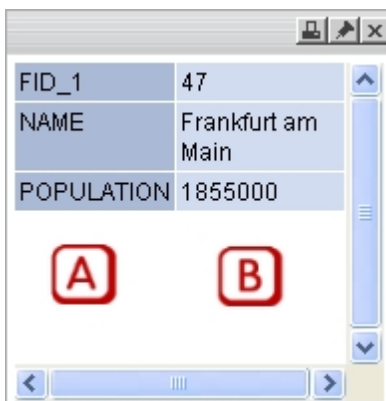 FID_1 47
NAME Frankfurt am
Main
POPULATION 1855000
A B